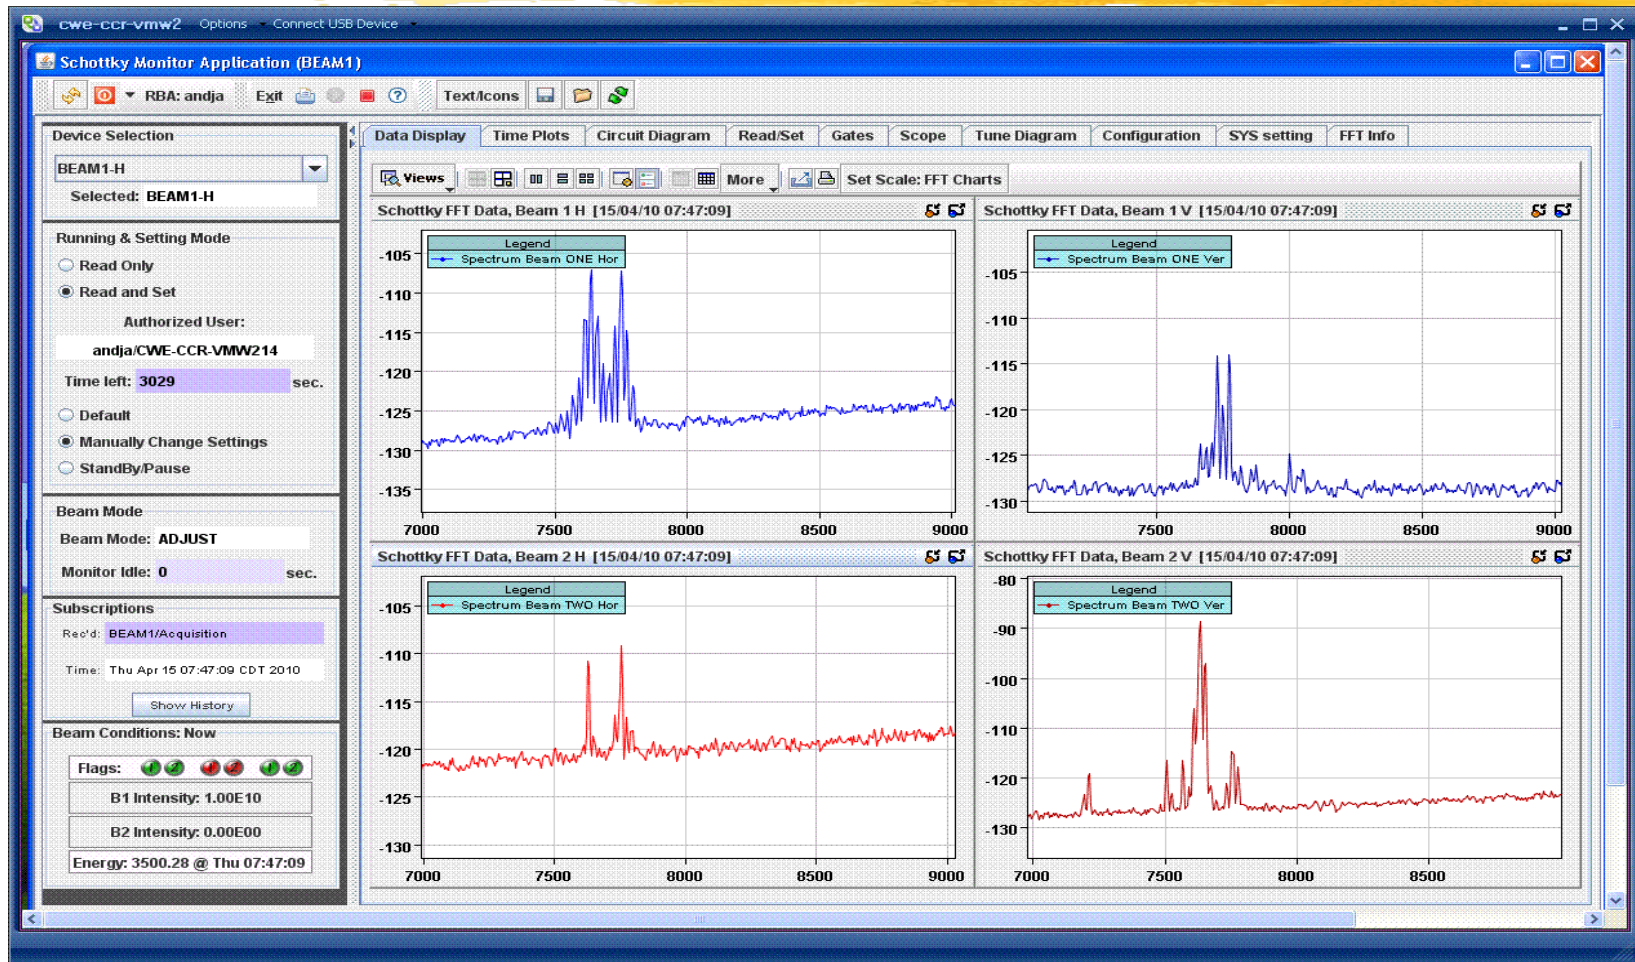 cwe-ccr-vmw2 Options Connect USB Device
Schottky Monitor Application (BEAM1)
RBA: andja Exit Text/Icons
Device Selection
BEAM1-H
Selected: BEAM1-H
Running & Setting Mode
Read Only
Read and Set
Authorized User:
andja/CWE-CCR-VMW214
Time left: 3029 sec.
Default
Manually Change Settings
StandBy/Pause
Beam Mode
Beam Mode: ADJUST
Monitor Idle: 0 sec.
Subscriptions
Rec'd: BEAM1/Acquisition
Time: Thu Apr 15 07:47:09 CDT 2010
Show History
Beam Conditions: Now
Flags: 1 2 1 2 1 2
B1 Intensity: 1.00E10
B2 Intensity: 0.00E00
Energy: 3500.28 @ Thu 07:47:09
Data Display Time Plots Circuit Diagram Read/Set Gates Scope Tune Diagram Configuration SYS setting FFT Info
Views More Set Scale: FFT Charts
Schottky FFT Data, Beam 1 H [15/04/10 07:47:09]
Legend
Spectrum Beam ONE Hor
-105
-110
-115
-120
-125
-130
-135
7000 7500 8000 8500 9000
Schottky FFT Data, Beam 1 V [15/04/10 07:47:09]
Legend
Spectrum Beam ONE Ver
-105
-110
-115
-120
-125
-130
7500 8000 8500 9000
Schottky FFT Data, Beam 2 H [15/04/10 07:47:09]
Legend
Spectrum Beam TWO Hor
-105
-110
-115
-120
-125
-130
7000 7500 8000 8500 9000
Schottky FFT Data, Beam 2 V [15/04/10 07:47:09]
Legend
Spectrum Beam TWO Ver
-80
-90
-100
-110
-120
-130
7000 7500 8000 8500